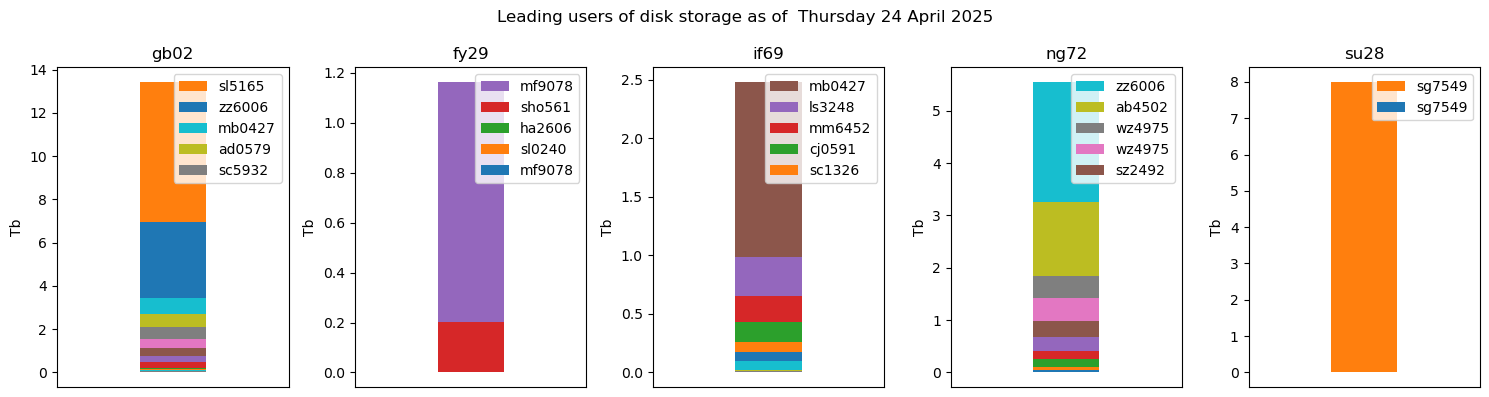 Leading users of disk storage as of  Thursday 24 April 2025
gb02
14
12
10
8
6
4
2
0
Tb
sl5165
zz6006
mb0427
ad0579
sc5932
fy29
1.2
1.0
0.8
0.6
0.4
0.2
0.0
Tb
mf9078
sho561
ha2606
sl0240
mf9078
if69
2.5
2.0
1.5
1.0
0.5
0.0
Tb
mb0427
ls3248
mm6452
cj0591
sc1326
ng72
5
4
3
2
1
0
Tb
zz6006
ab4502
wz4975
wz4975
sz2492
su28
8
7
6
5
4
3
2
1
0
Tb
sg7549
sg7549